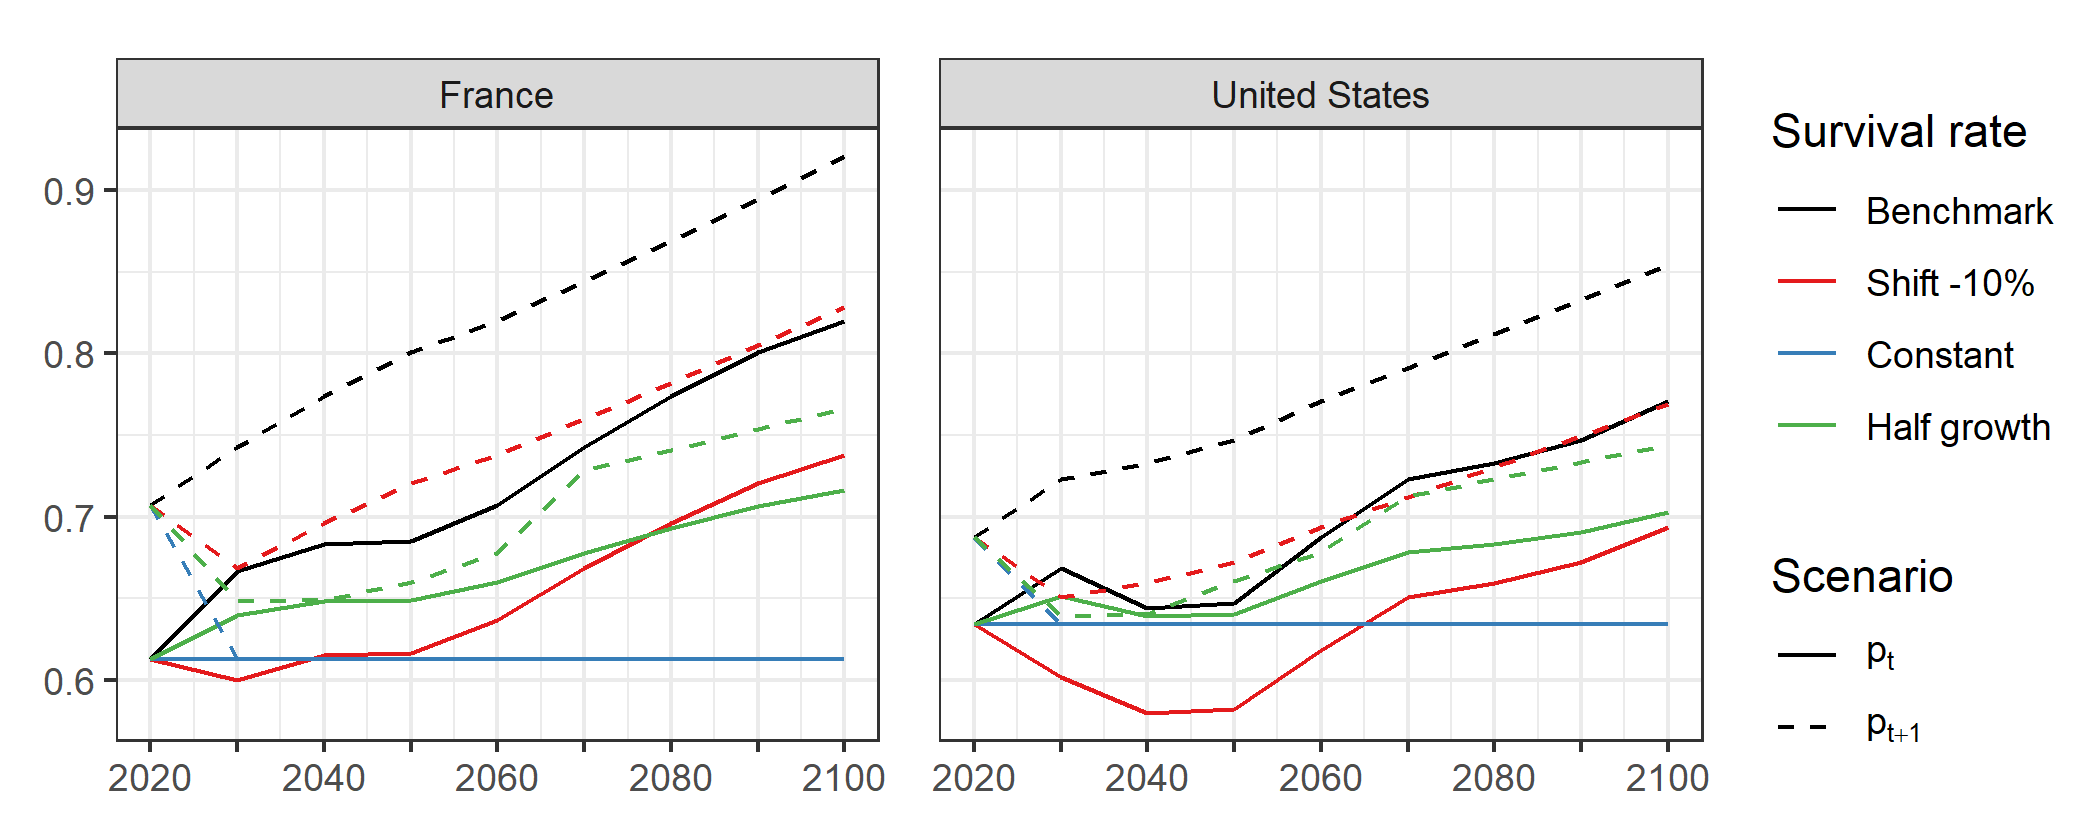 France
United States
0.9
0.8
0.7
0.6
2020 2040 2060 2080 2100
2020 2040 2060 2080 2100
Survival rate
Benchmark
Shift -10%
Constant
Half growth
Scenario
pt
pt+1